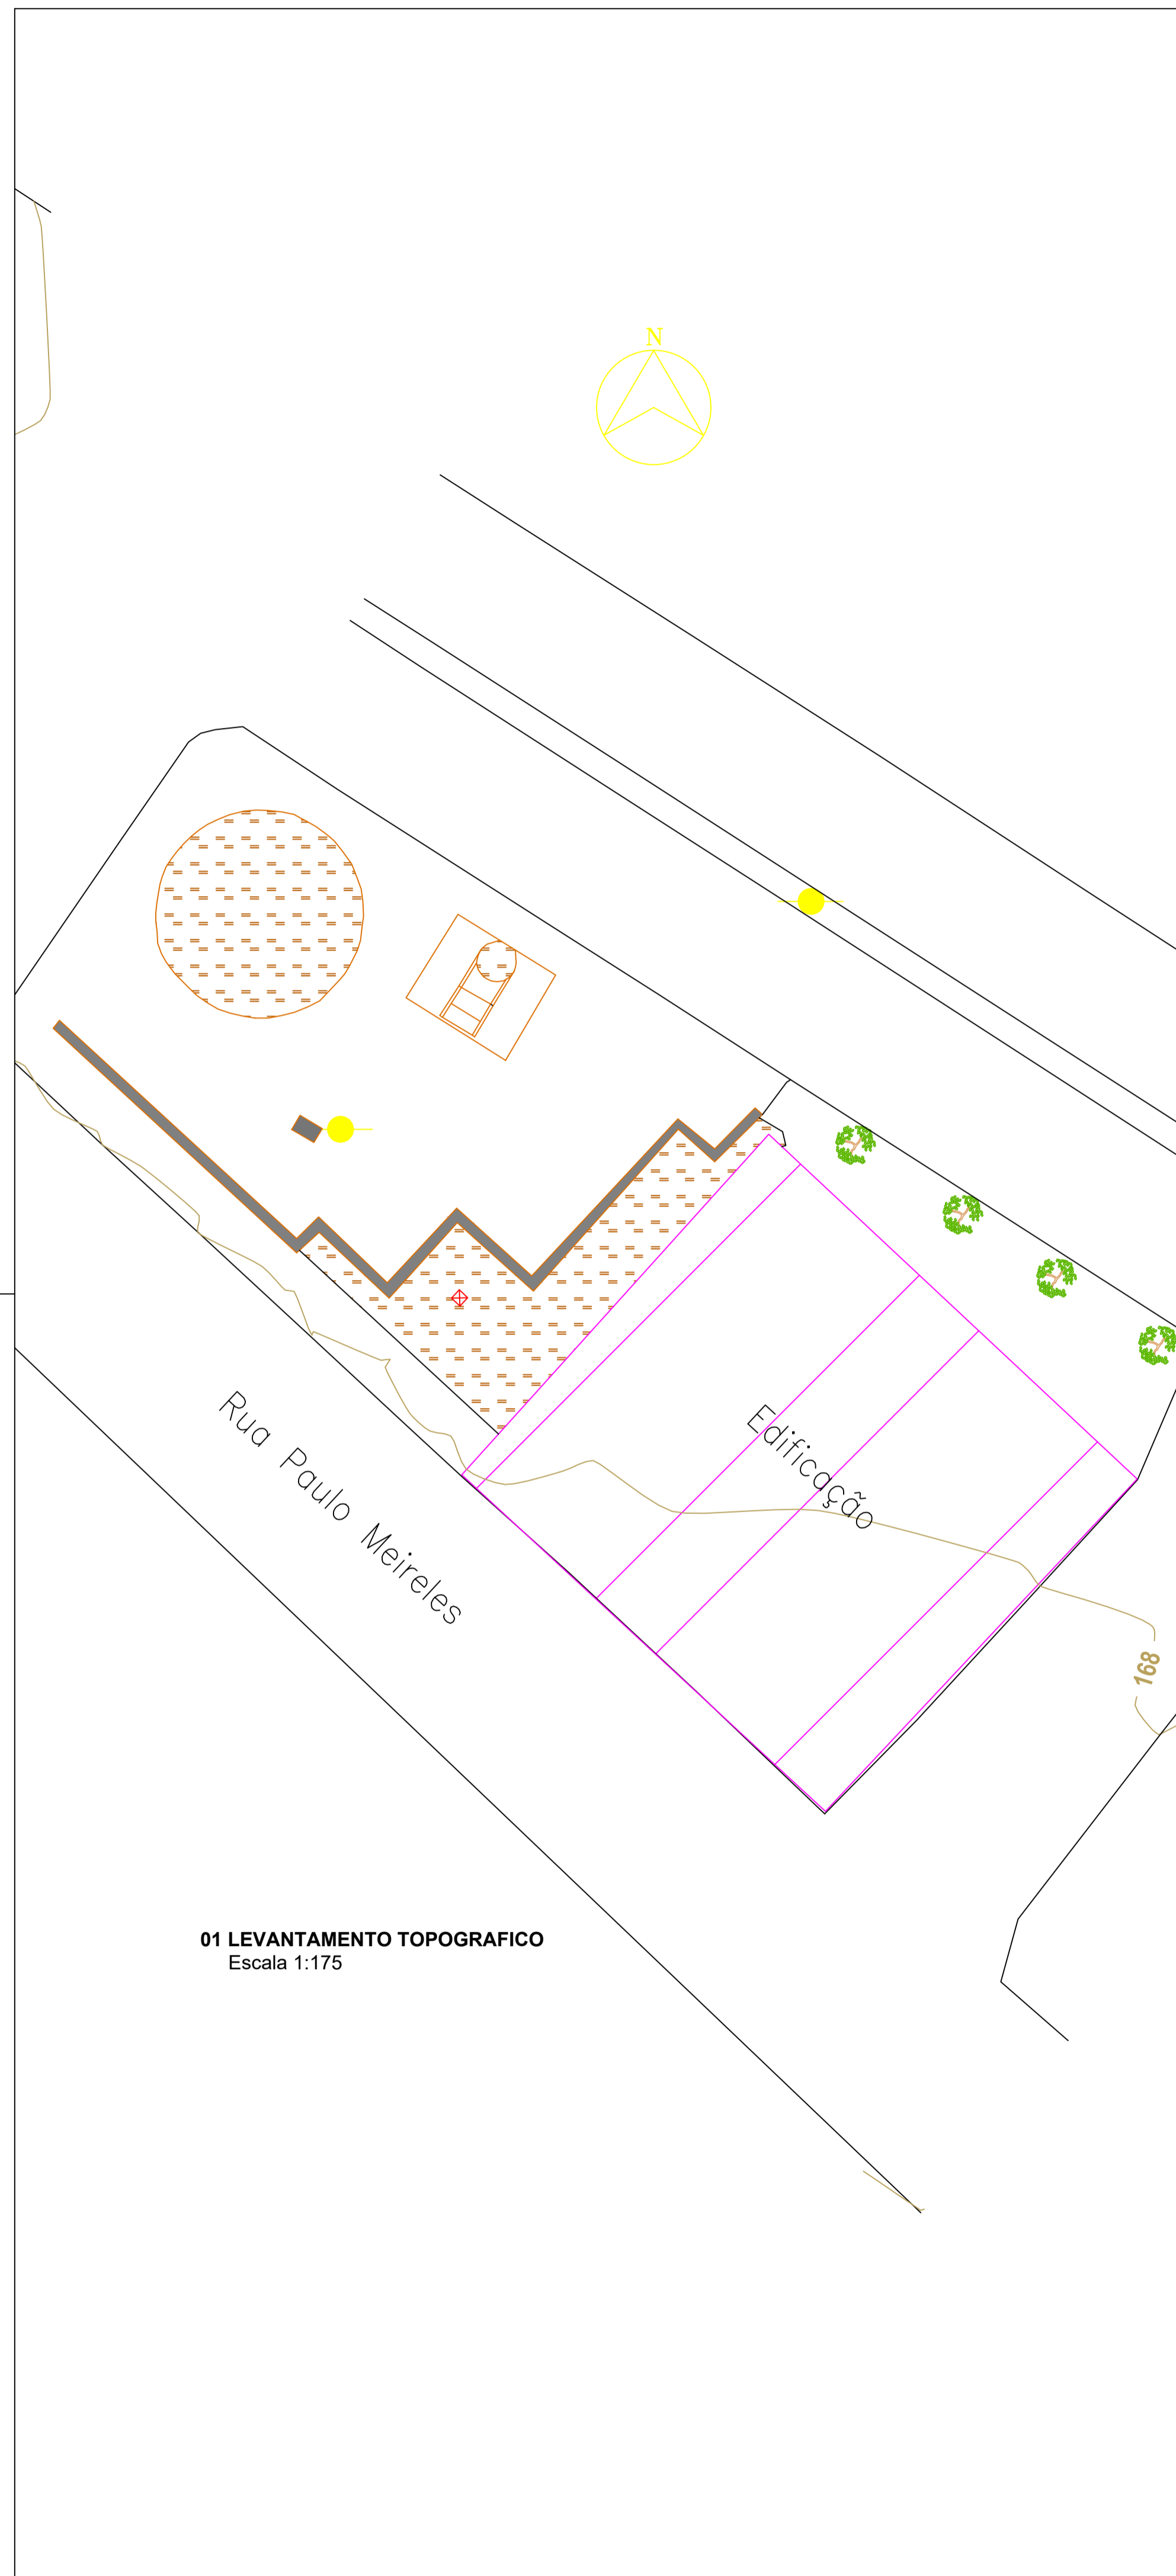 N
Rua Paulo Meireles
Edificação
168
01 LEVANTAMENTO TOPOGRAFICO
Escala 1:175